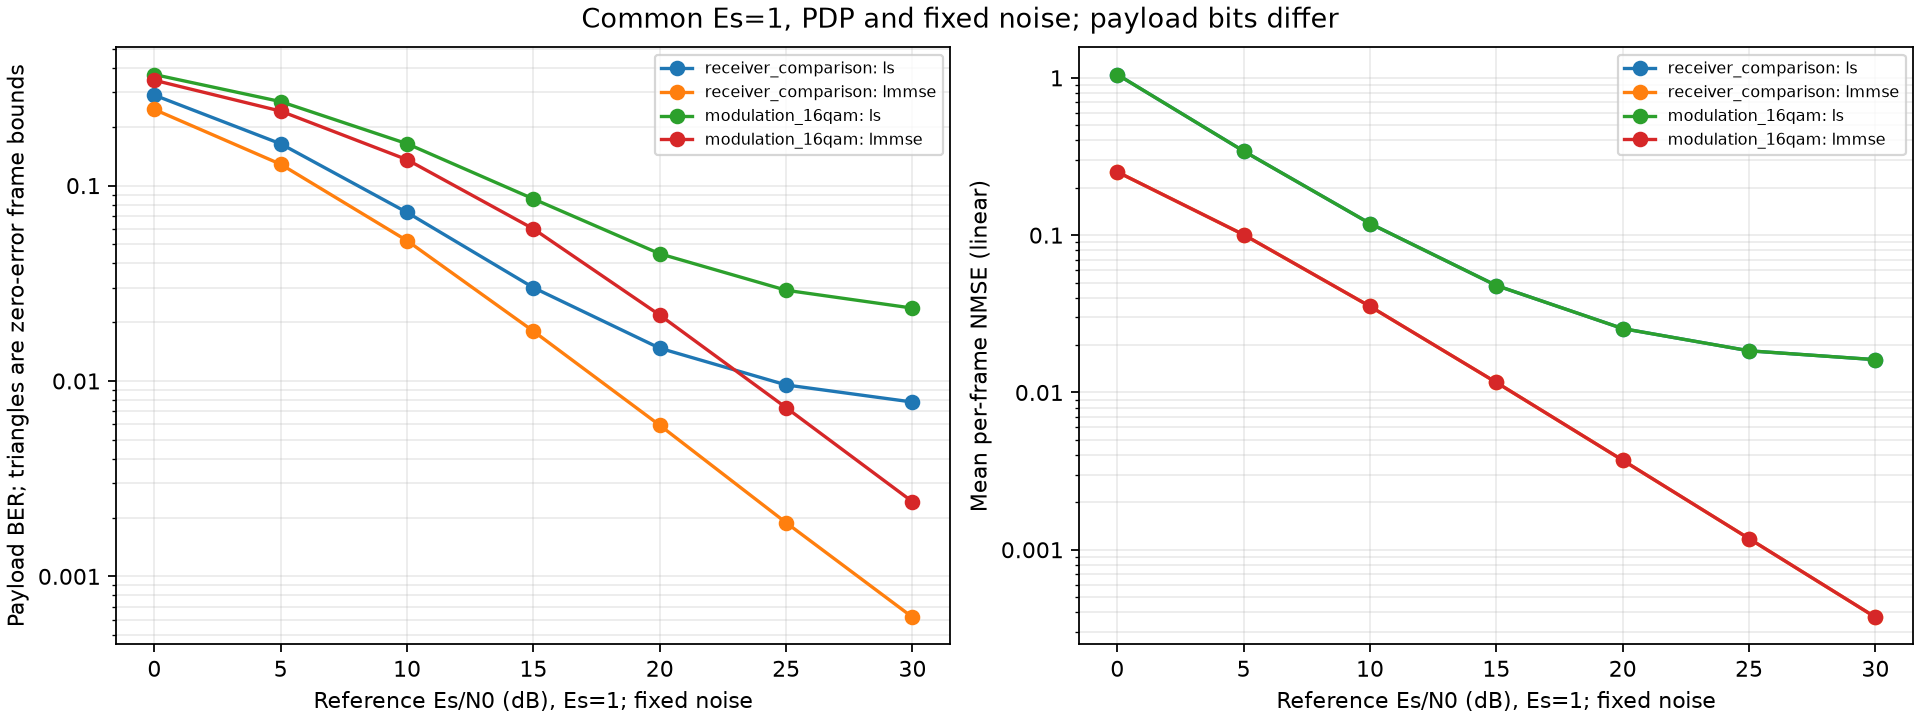 Common Es=1, PDP and fixed noise; payload bits differ
Payload BER; triangles are zero-error frame bounds
0.1
0.01
0.001
receiver_comparison: ls
receiver_comparison: lmmse
modulation_16qam: ls
modulation_16qam: lmmse
0 5 10 15 20 25 30
Reference Es/N0 (dB), Es=1; fixed noise
Mean per-frame NMSE (linear)
1
0.1
0.01
0.001
receiver_comparison: ls
receiver_comparison: lmmse
modulation_16qam: ls
modulation_16qam: lmmse
0 5 10 15 20 25 30
Reference Es/N0 (dB), Es=1; fixed noise